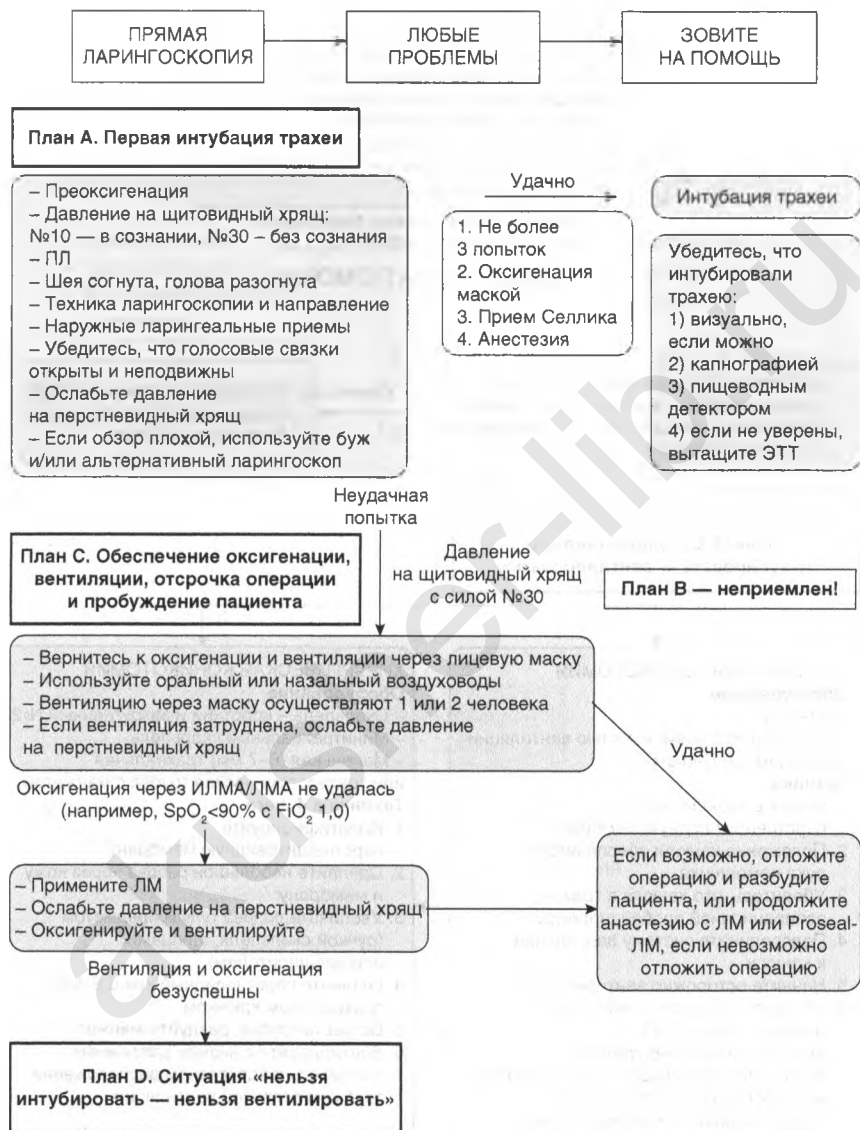 ПРЯМАЯ
ЛАРИНГОСКОПИЯ
ЛЮБЫЕ
ПРОБЛЕМЫ
ЗОВИТЕ
НА ПОМОЩЬ
План А. Первая интубация трахеи
– Преоксигенация
– Давление на щитовидный хрящ:
№10 — в сознании, №30 – без сознания
– ПЛ
– Шея согнута, голова разогнута
– Техника ларингоскопии и направление
– Наружные ларингеальные приемы
– Убедитесь, что голосовые связки
открыты и неподвижны
– Ослабьте давление
на перстневидный хрящ
– Если обзор плохой, используйте буж
и/или альтернативный ларингоскоп
Удачно
1. Не более
3 попыток
2. Оксигенация
маской
3. Прием Селлика
4. Анестезия
Интубация трахеи
Убедитесь, что
интубировали
трахею:
1) визуально,
если можно
2) капнографией
3) пищеводным
детектором
4) если не уверены,
вытащите ЭТТ
Неудачная
попытка
План С. Обеспечение оксигенации,
вентиляции, отсрочка операции
и пробуждение пациента
Давление
на щитовидный хрящ
с силой №30
План В — неприемлен!
– Вернитесь к оксигенации и вентиляции через лицевую маску
– Используйте оральный или назальный воздуховоды
– Вентиляцию через маску осуществляют 1 или 2 человека
– Если вентиляция затруднена, ослабьте давление
на перстневидный хрящ
Удачно
Оксигенация через ИЛМА/ЛМА не удалась
(например, SpO₂<90% с FiO₂ 1,0)
– Примените ЛМ
– Ослабьте давление на перстневидный хрящ
– Оксигенируйте и вентилируйте
Если возможно, отложите
операцию и разбудите
пациента, или продолжите
анастезию с ЛМ или Proseal-
ЛМ, если невозможно
отложить операцию
Вентиляция и оксигенация
безуспешны
План D. Ситуация «нельзя
интубировать — нельзя вентилировать»
akusher-lib.ru